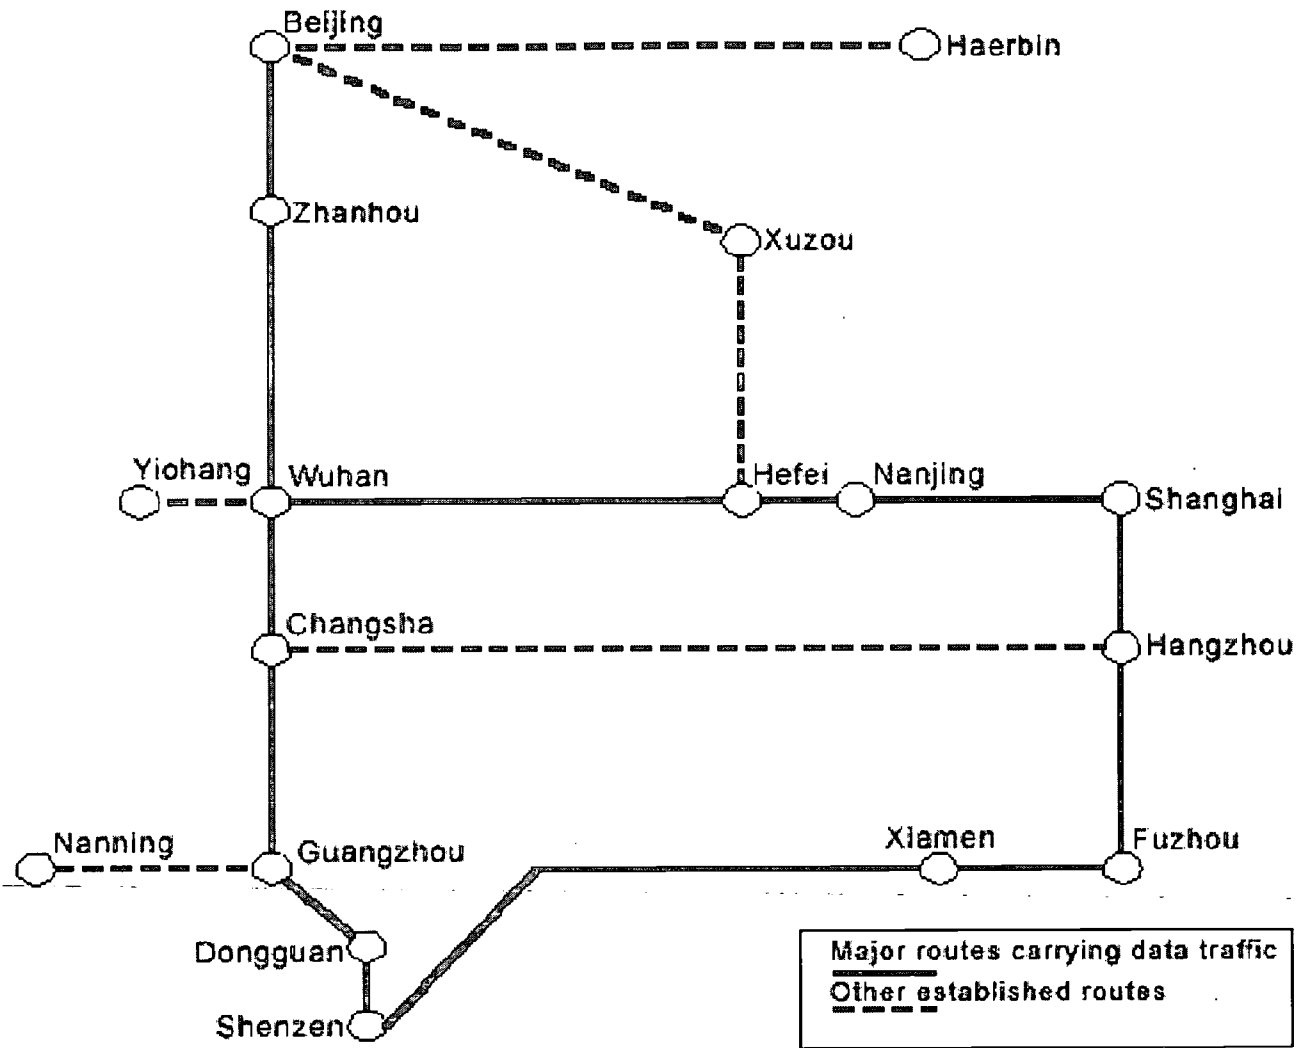 Beijing
Haerbin
Zhanhou
Xuzou
Yiohang
Wuhan
Hefei
Nanjing
Shanghai
Changsha
Hangzhou
Nanning
Guangzhou
Xiamen
Fuzhou
Dongguan
Shenzen
Major routes carrying data traffic
Other established routes